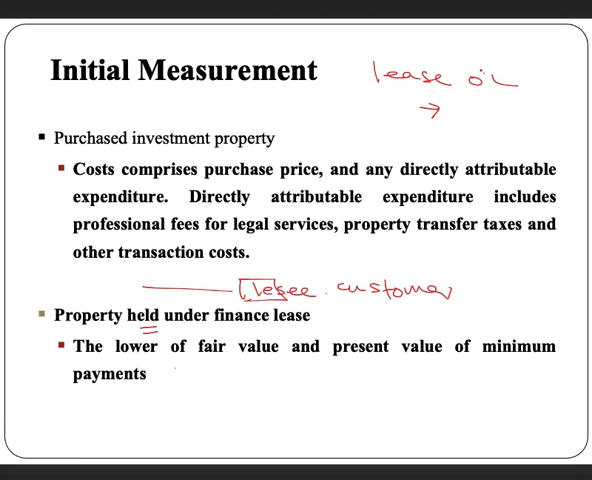 Initial Measurement
lease
→
▪ Purchased investment property
▪ Costs comprises purchase price, and any directly attributable
expenditure. Directly attributable expenditure includes
professional fees for legal services, property transfer taxes and
other transaction costs.
customer
▪ Property held under finance lease
▪ The lower of fair value and present value of minimum
payments